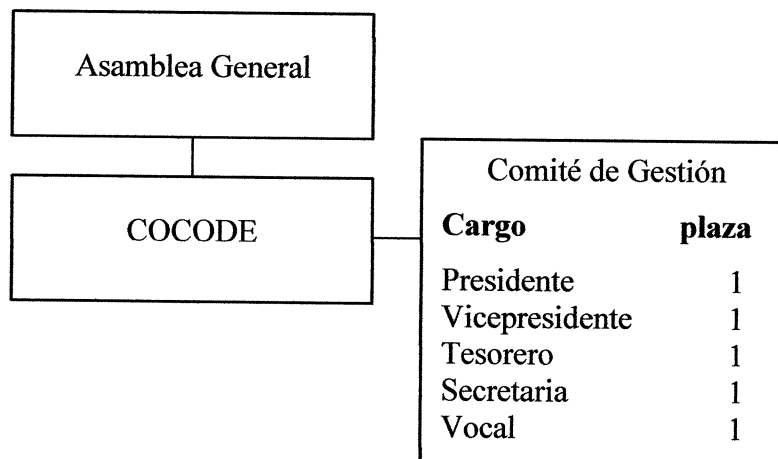 Asamblea General
COCODE
Comité de Gestión
Cargo plaza
Presidente 1
Vicepresidente 1
Tesorero 1
Secretaria 1
Vocal 1